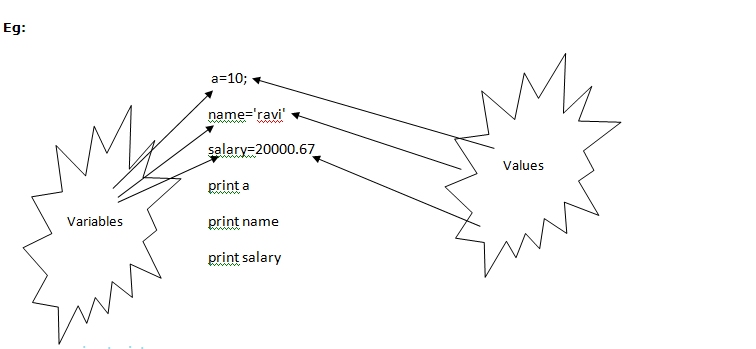 Eg:
a=10;
name='ravi'
salary=20000.67
print a
print name
print salary
Variables
Values